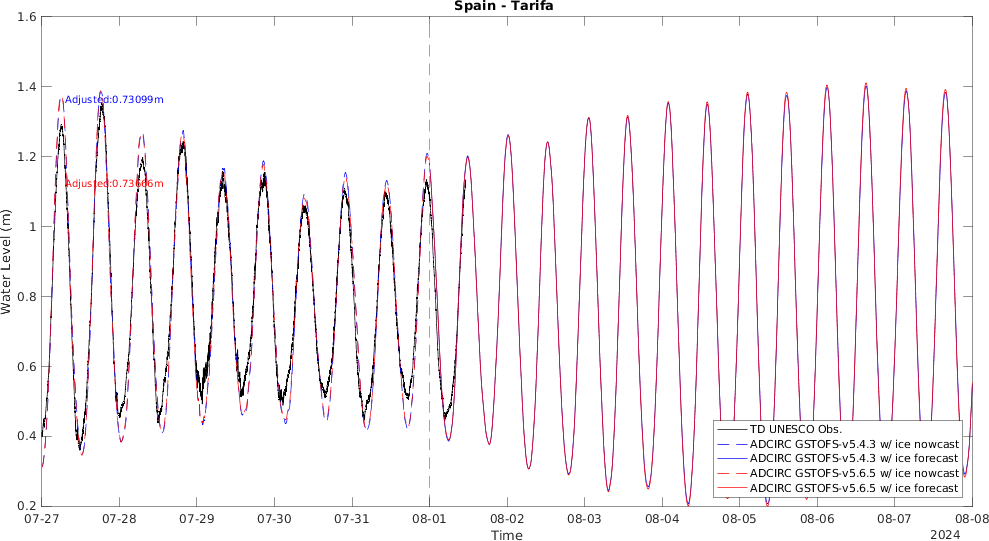 Spain - Tarifa
1.6
1.4
1.2
1
0.8
0.6
0.4
0.2
Water Level (m)
Adjusted:0.73099m
Adjusted:0.73666m
TD UNESCO Obs.
ADCIRC GSTOFS-v5.4.3 w/ ice nowcast
ADCIRC GSTOFS-v5.4.3 w/ ice forecast
ADCIRC GSTOFS-v5.6.5 w/ ice nowcast
ADCIRC GSTOFS-v5.6.5 w/ ice forecast
07-27 07-28 07-29 07-30 07-31 08-01 08-02 08-03 08-04 08-05 08-06 08-07 08-08
Time
2024